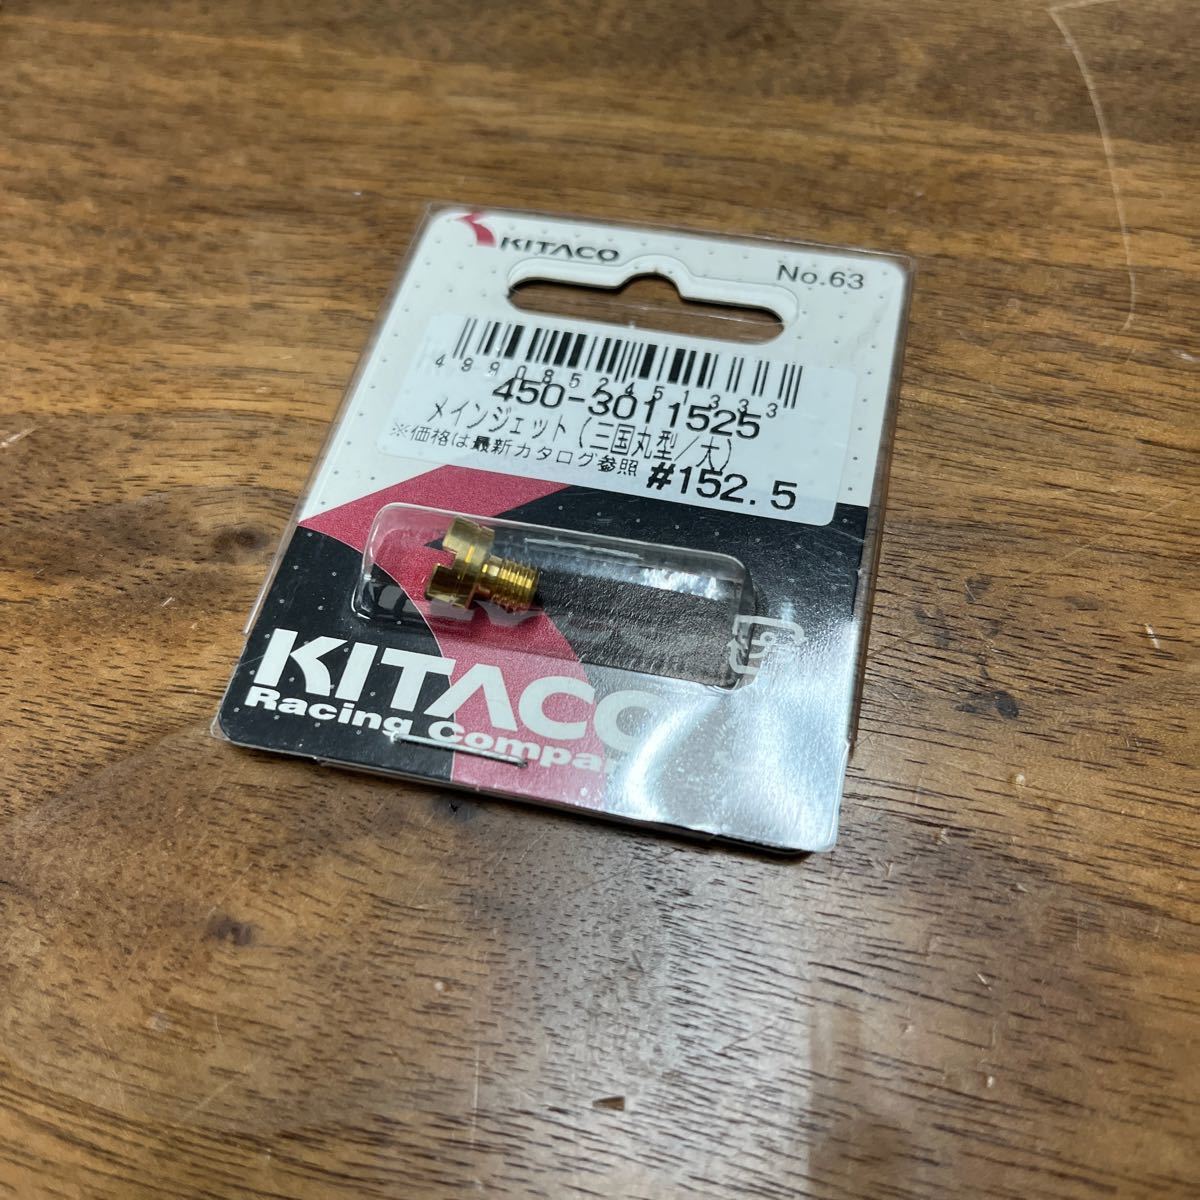 KITACO
No.63
4990852451333
450-3011525
メインジェット(三国丸型/大)
※価格は最新カタログ参照 #152.5
KITACO
Racing Compa